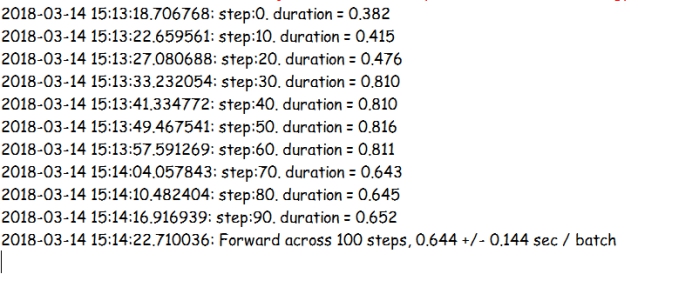 2018-03-14 15:13:18.706768: step:0. duration = 0.382
2018-03-14 15:13:22.659561: step:10. duration = 0.415
2018-03-14 15:13:27.080688: step:20. duration = 0.476
2018-03-14 15:13:33.232054: step:30. duration = 0.810
2018-03-14 15:13:41.334772: step:40. duration = 0.810
2018-03-14 15:13:49.467541: step:50. duration = 0.816
2018-03-14 15:13:57.591269: step:60. duration = 0.811
2018-03-14 15:14:04.057843: step:70. duration = 0.643
2018-03-14 15:14:10.482404: step:80. duration = 0.645
2018-03-14 15:14:16.916939: step:90. duration = 0.652
2018-03-14 15:14:22.710036: Forward across 100 steps, 0.644 +/- 0.144 sec / batch